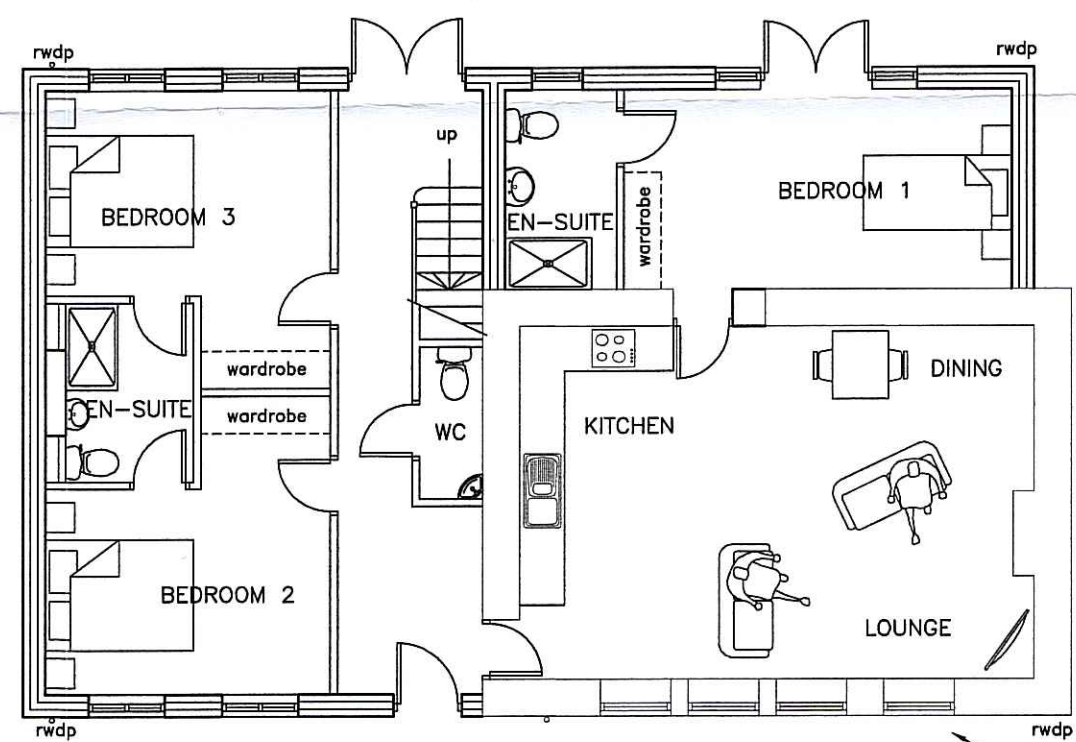 rwdp
rwdp
up
BEDROOM 3
EN-SUITE
wardrobe
BEDROOM 1
wardrobe
EN-SUITE
wardrobe
WC
KITCHEN
DINING
BEDROOM 2
LOUNGE
rwdp
rwdp